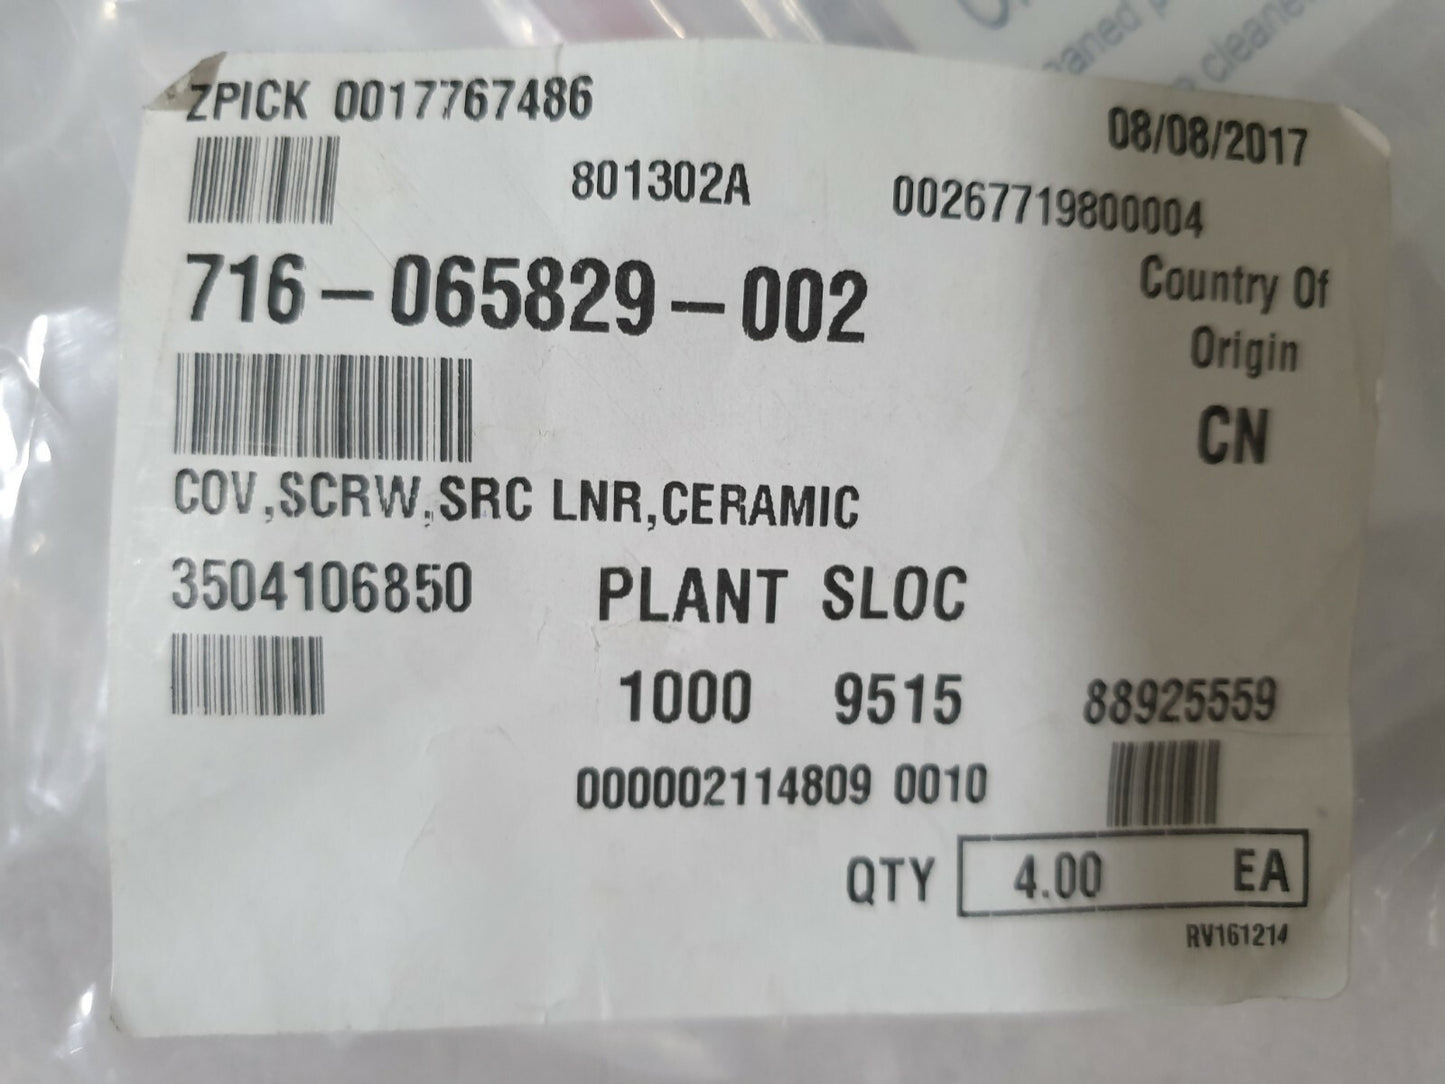 ZPICK 0017767486
08/08/2017
801302A
00267719800004
716-065829-002
Country Of
Origin
CN
COV,SCRW,SRC LNR,CERAMIC
3504106850
PLANT SLOC
1000 9515
88925559
000002114809 0010
QTY 4.00 EA
RV161214
cleaned